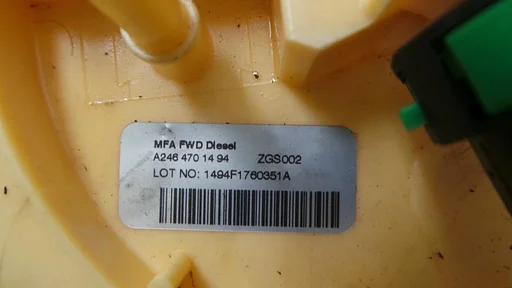 MFA FWD Diesel
A246 470 14 94 ZGS002
LOT NO: 1494F1760351A